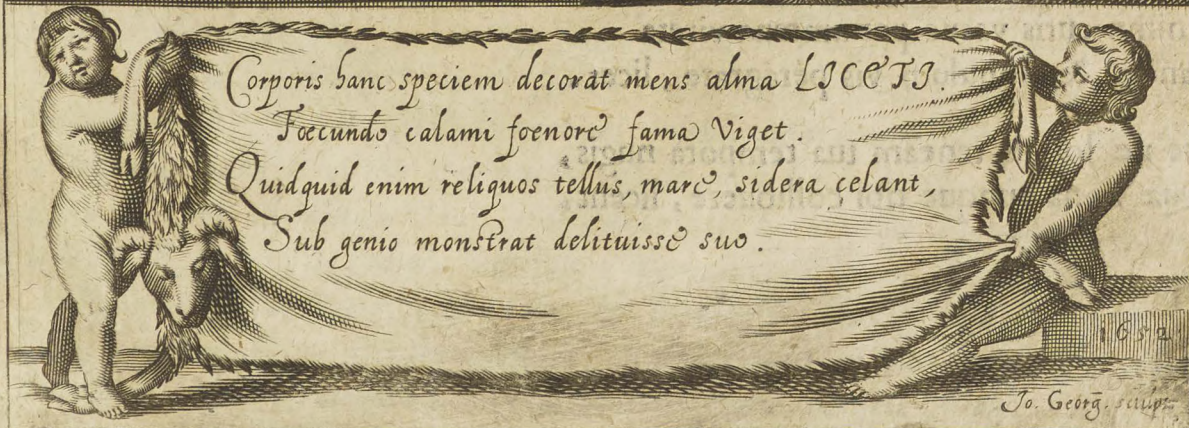 Corporis hanc speciem decorat mens alma LICETI.
Foecundo calami foenore fama Viget.
Quidquid enim reliquos tellus, mare, sidera celant,
Sub genio monstrat delituisse suo.
1652
Jo. Georg̃. sculp.